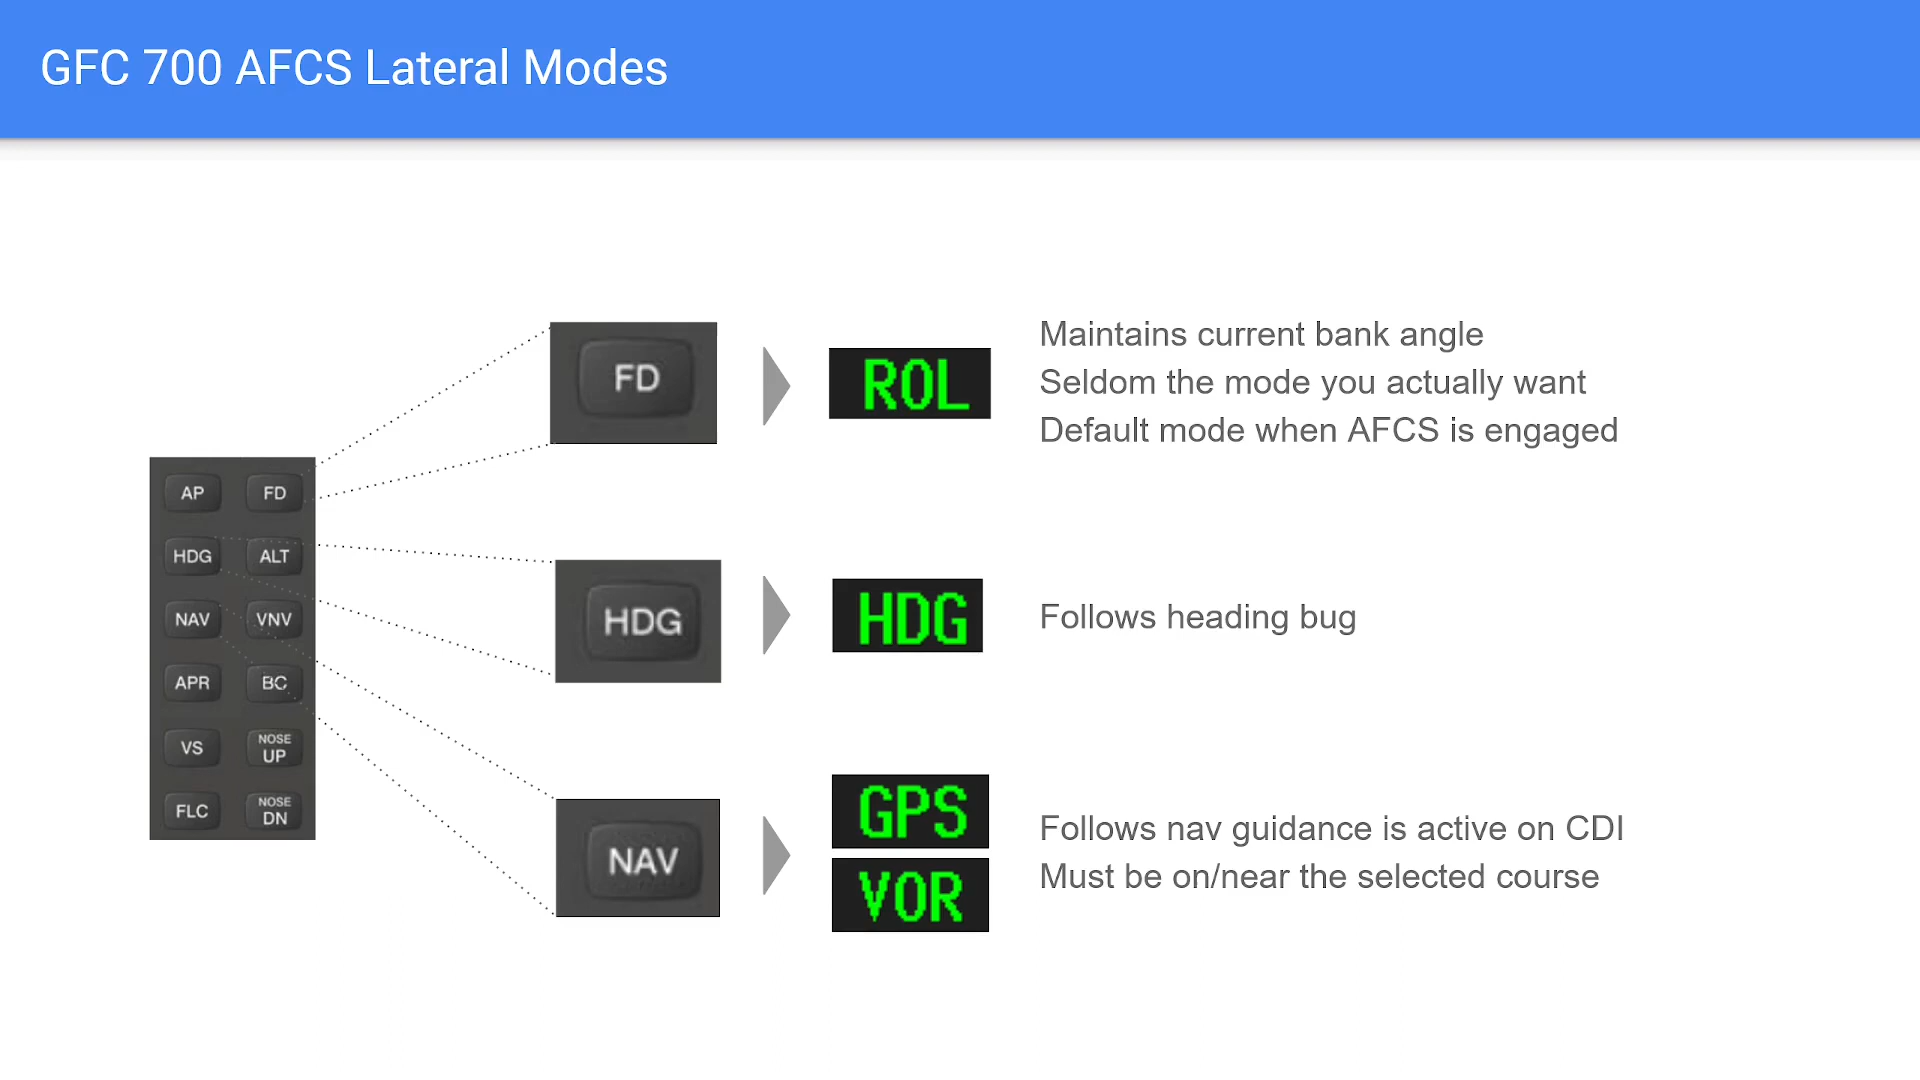 GFC 700 AFCS Lateral Modes
AP FD
HDG ALT
NAV VNV
APR BC
VS NOSE UP
FLC NOSE DN
FD
ROL
Maintains current bank angle
Seldom the mode you actually want
Default mode when AFCS is engaged
HDG
HDG
Follows heading bug
NAV
GPS
VOR
Follows nav guidance is active on CDI
Must be on/near the selected course